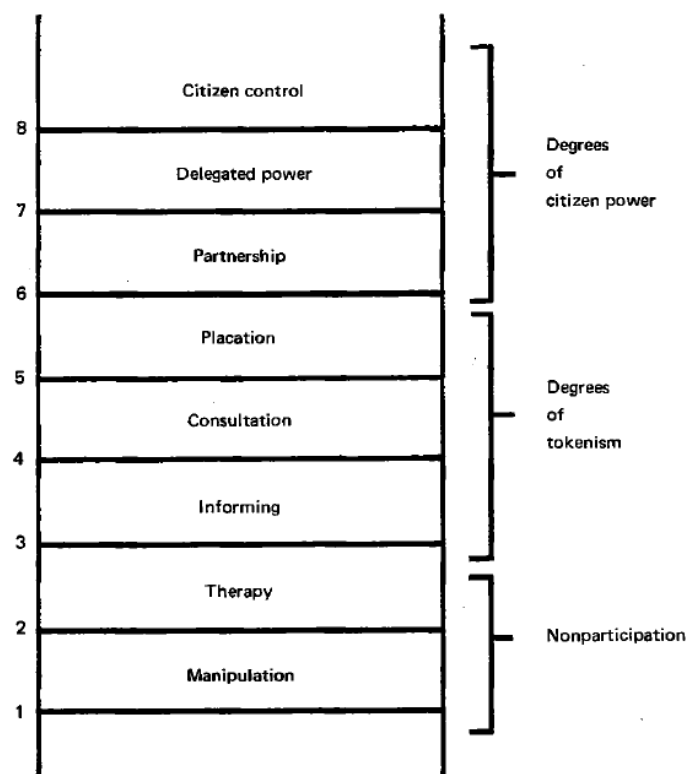 Citizen control
8
Delegated power
7
Partnership
6
Placation
5
Consultation
4
Informing
3
Therapy
2
Manipulation
1
Degrees
of
citizen power
Degrees
of
tokenism
Nonparticipation